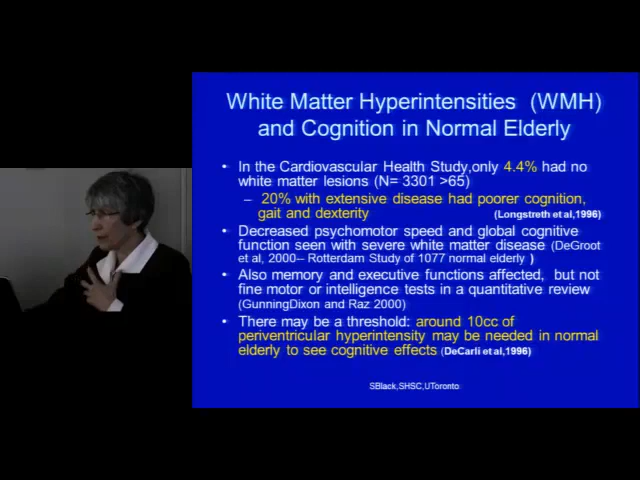 White Matter Hyperintensities (WMH)
and Cognition in Normal Elderly
• In the Cardiovascular Health Study,only 4.4% had no
white matter lesions (N= 3301 >65)
– 20% with extensive disease had poorer cognition,
gait and dexterity (Longstreth et al,1996)
• Decreased psychomotor speed and global cognitive
function seen with severe white matter disease (DeGroot
et al, 2000-- Rotterdam Study of 1077 normal elderly )
• Also memory and executive functions affected, but not
fine motor or intelligence tests in a quantitative review
(GunningDixon and Raz 2000)
• There may be a threshold: around 10cc of
periventricular hyperintensity may be needed in normal
elderly to see cognitive effects (DeCarli et al,1996)
SBlack,SHSC,UToronto